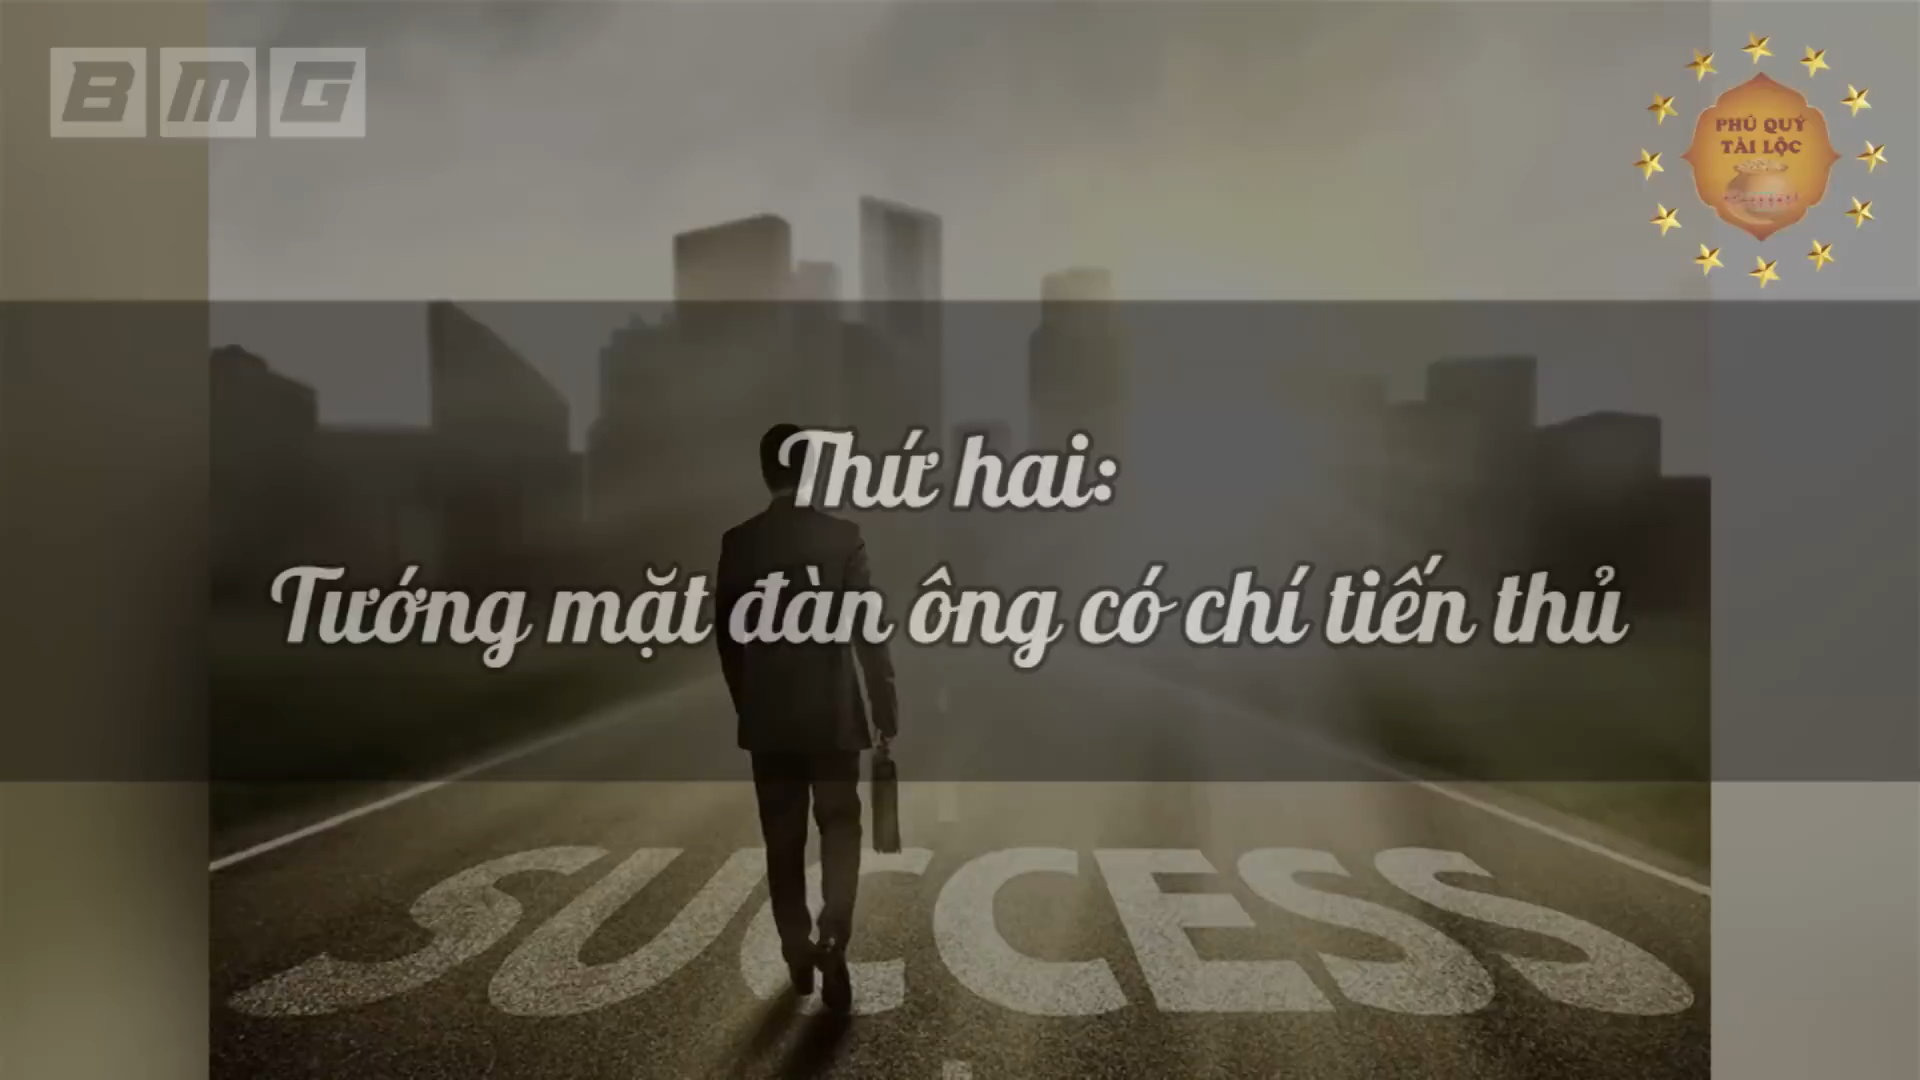 BMG
PHÚ QUÝ
TÀI LỘC
Thứ hai:
Tướng mặt đàn ông có chí tiến thủ
SUCCESS